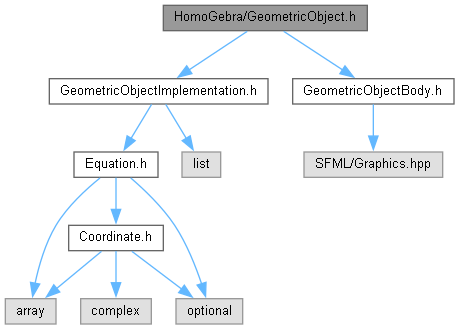 HomoGebra/GeometricObject.h
GeometricObjectImplementation.h
GeometricObjectBody.h
Equation.h
list
SFML/Graphics.hpp
Coordinate.h
array
complex
optional